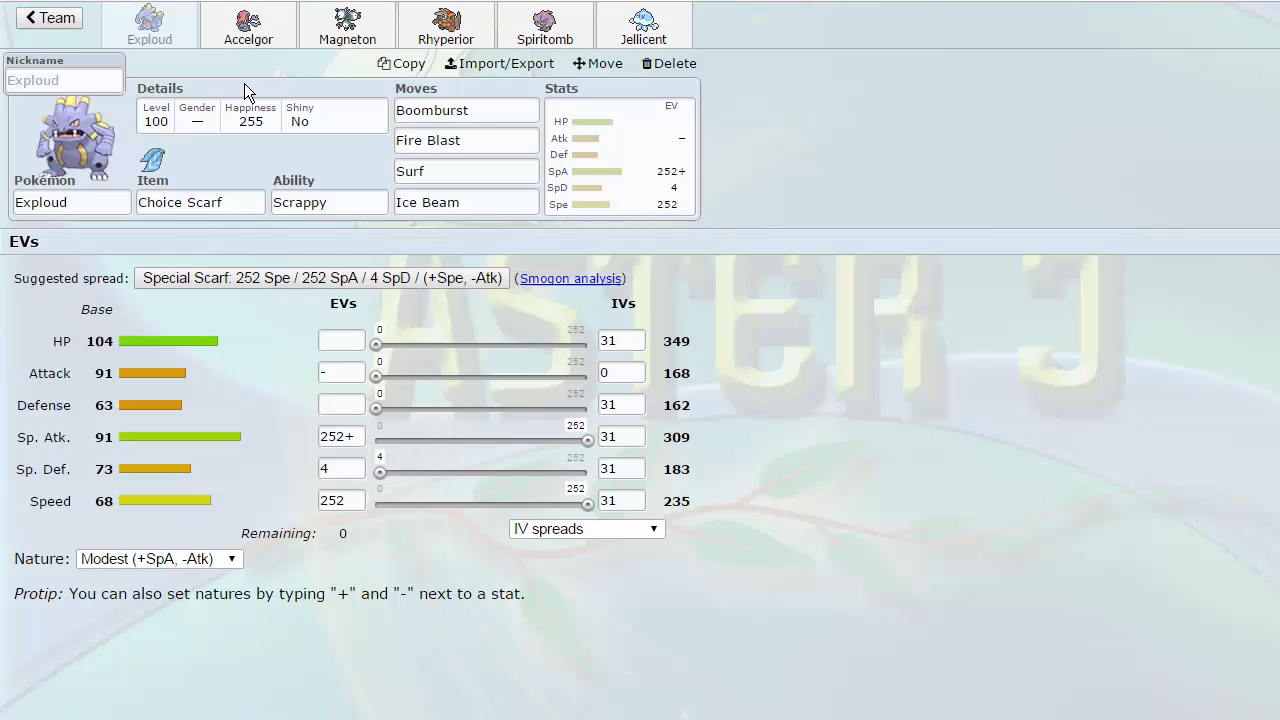 Team
Exploud
Accelgor
Magneton
Rhyperior
Spiritomb
Jellicent
Nickname
Exploud
Copy Import/Export Move Delete
Details
Level Gender Happiness Shiny
100 — 255 No
Pokémon
Exploud
Item
Choice Scarf
Ability
Scrappy
Moves
Boomburst
Fire Blast
Surf
Ice Beam
Stats
EV
HP
Atk –
Def
SpA 252+
SpD 4
Spe 252
EVs
Suggested spread: Special Scarf: 252 Spe / 252 SpA / 4 SpD / (+Spe, -Atk) (Smogon analysis)
Base EVs IVs
HP 104 0 252 31 349
Attack 91 - 0 252 0 168
Defense 63 0 252 31 162
Sp. Atk. 91 252+ 0 252 31 309
Sp. Def. 73 4 4 252 31 183
Speed 68 252 0 252 31 235
Remaining: 0 IV spreads
Nature: Modest (+SpA, -Atk)
Protip: You can also set natures by typing "+" and "-" next to a stat.
ASTER J